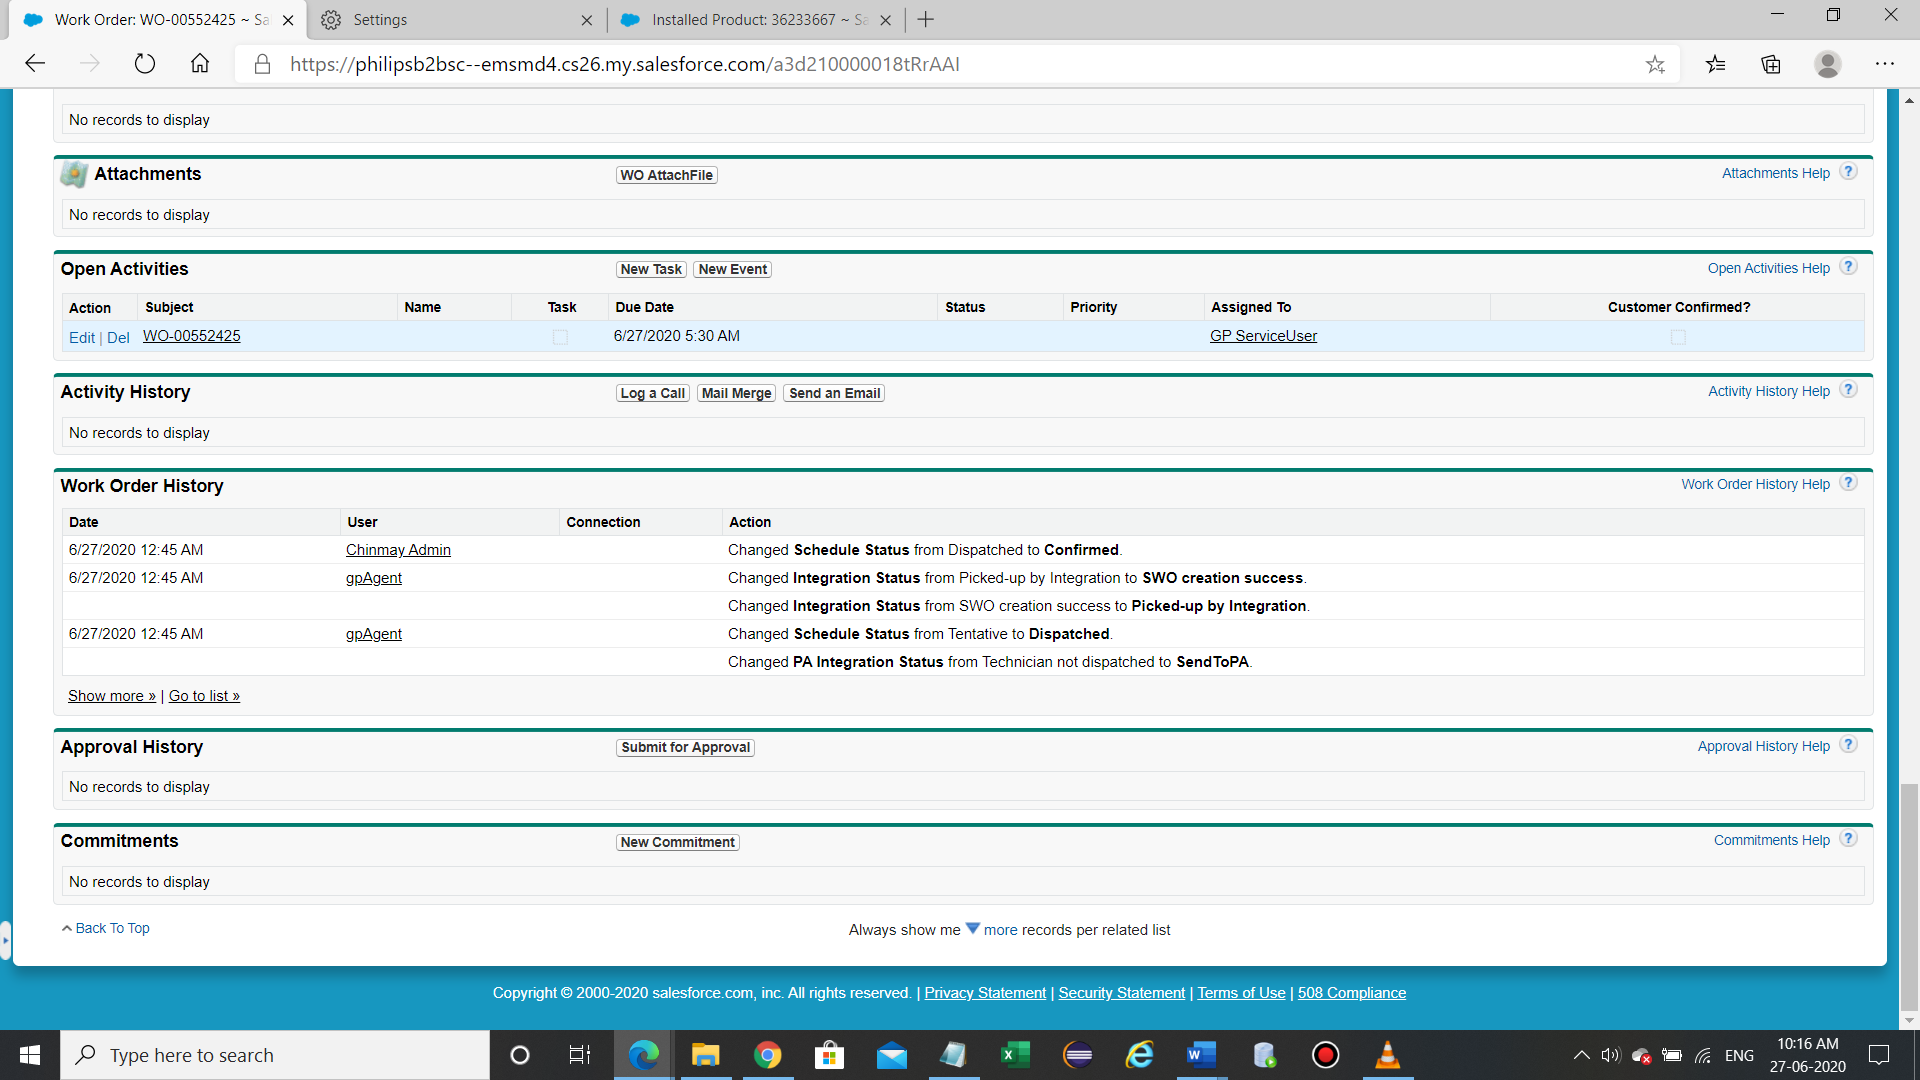 Work Order: WO-00552425 ~ Sa
Settings
Installed Product: 36233667 ~ Sa
https://philipsb2bsc--emsmd4.cs26.my.salesforce.com/a3d210000018tRrAAI
No records to display
Attachments
WO AttachFile
Attachments Help ?
No records to display
Open Activities
New Task New Event
Open Activities Help ?
Action Subject Name Task Due Date Status Priority Assigned To Customer Confirmed?
Edit | Del WO-00552425 6/27/2020 5:30 AM GP ServiceUser
Activity History
Log a Call Mail Merge Send an Email
Activity History Help ?
No records to display
Work Order History
Work Order History Help ?
Date User Connection Action
6/27/2020 12:45 AM Chinmay Admin Changed Schedule Status from Dispatched to Confirmed.
6/27/2020 12:45 AM gpAgent Changed Integration Status from Picked-up by Integration to SWO creation success.
Changed Integration Status from SWO creation success to Picked-up by Integration.
6/27/2020 12:45 AM gpAgent Changed Schedule Status from Tentative to Dispatched.
Changed PA Integration Status from Technician not dispatched to SendToPA.
Show more » | Go to list »
Approval History
Submit for Approval
Approval History Help ?
No records to display
Commitments
New Commitment
Commitments Help ?
No records to display
Back To Top
Always show me more records per related list
Copyright © 2000-2020 salesforce.com, inc. All rights reserved. | Privacy Statement | Security Statement | Terms of Use | 508 Compliance
Type here to search
ENG
10:16 AM
27-06-2020